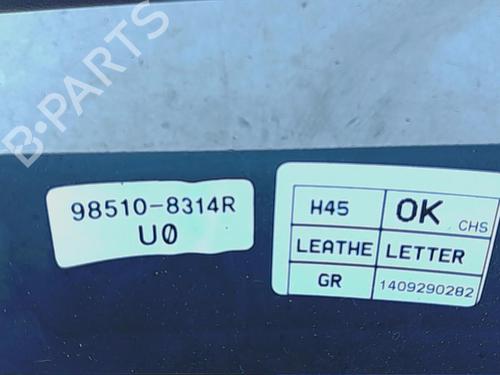 B-PARTS
98510-8314R
U0
H45 OK CHS
LEATHE LETTER
GR 1409290282